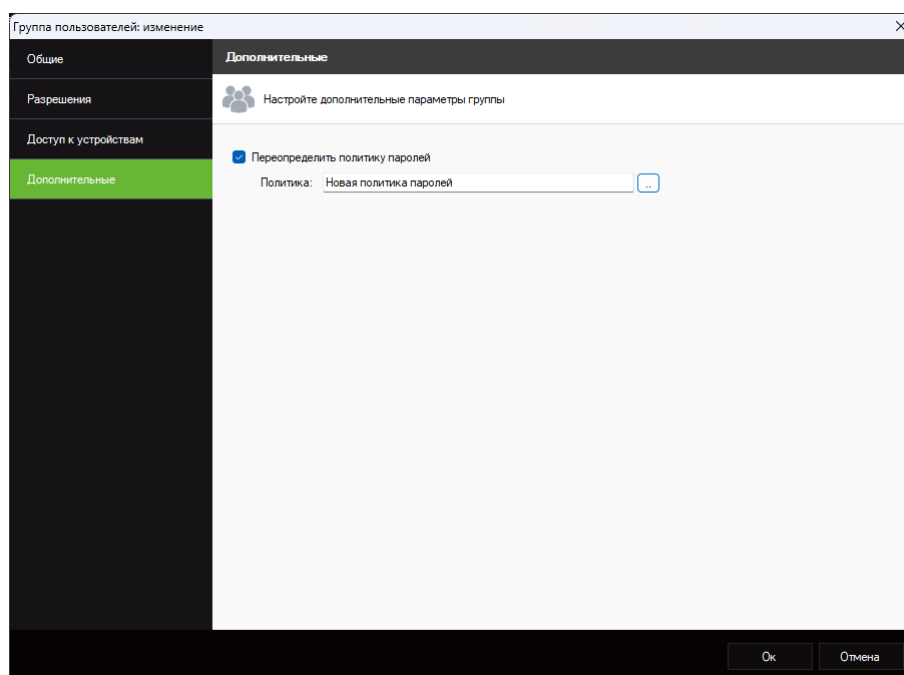 Группа пользователей: изменение
Общие
Разрешения
Доступ к устройствам
Дополнительные
Дополнительные
Настройте дополнительные параметры группы
Переопределить политику паролей
Политика: Новая политика паролей ..
Ок Отмена